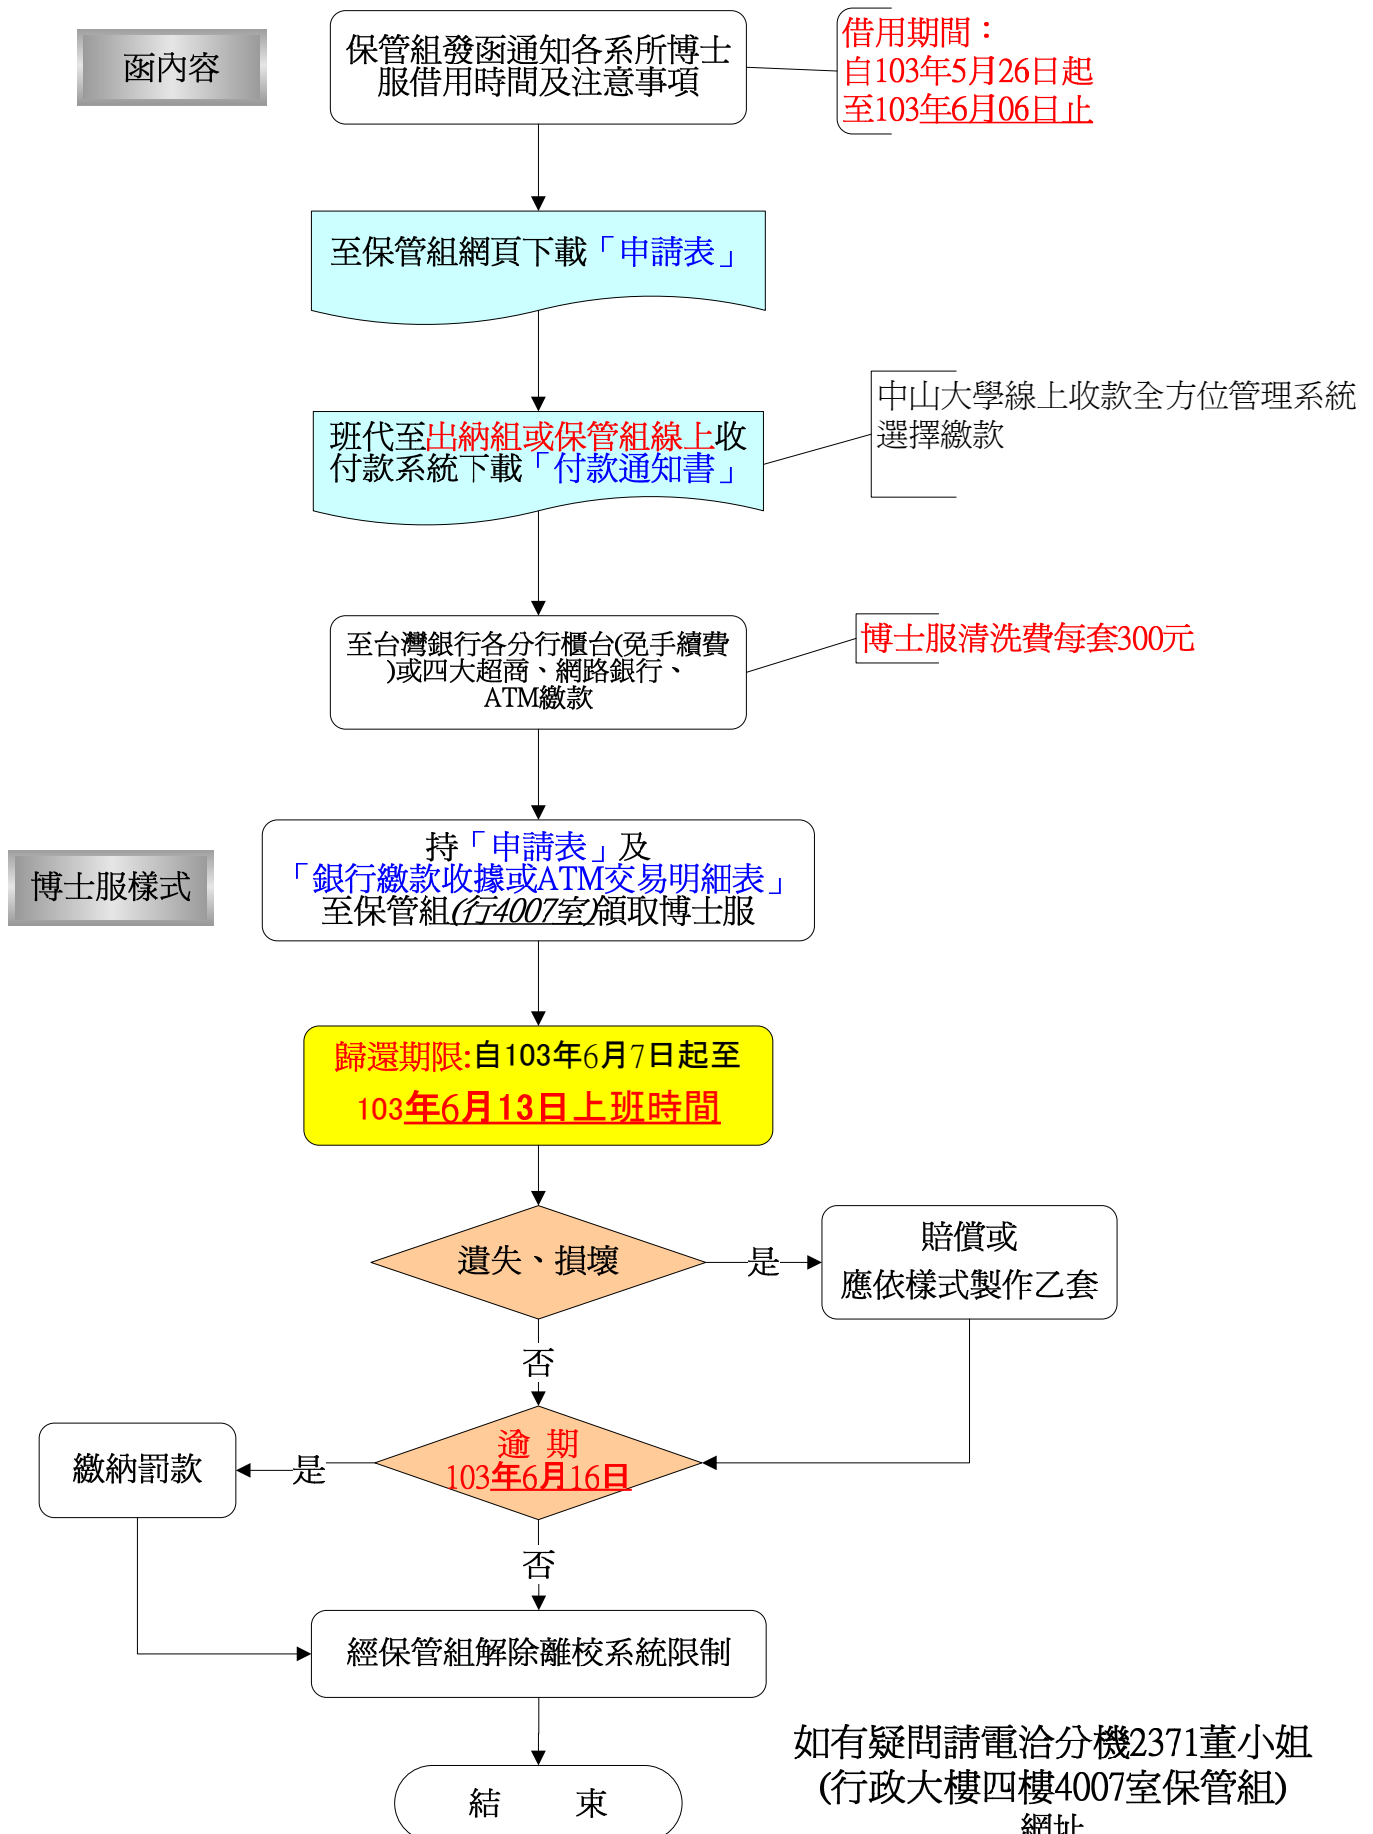 函內容
保管組發函通知各系所博士
服借用時間及注意事項
借用期間：
自103年5月26日起
至103年6月06日止
至保管組網頁下載「申請表」
班代至出納組或保管組線上收
付款系統下載「付款通知書」
中山大學線上收款全方位管理系統
選擇繳款
至台灣銀行各分行櫃台(免手續費
)或四大超商、網路銀行、
ATM繳款
博士服清洗費每套300元
博士服樣式
持「申請表」及
「銀行繳款收據或ATM交易明細表」
至保管組(行4007室)領取博士服
歸還期限:自103年6月7日起至
103年6月13日上班時間
遺失、損壞
是
賠償或
應依樣式製作乙套
否
逾 期
103年6月16日
是
繳納罰款
否
經保管組解除離校系統限制
結 束
如有疑問請電洽分機2371董小姐
(行政大樓四樓4007室保管組)
網址